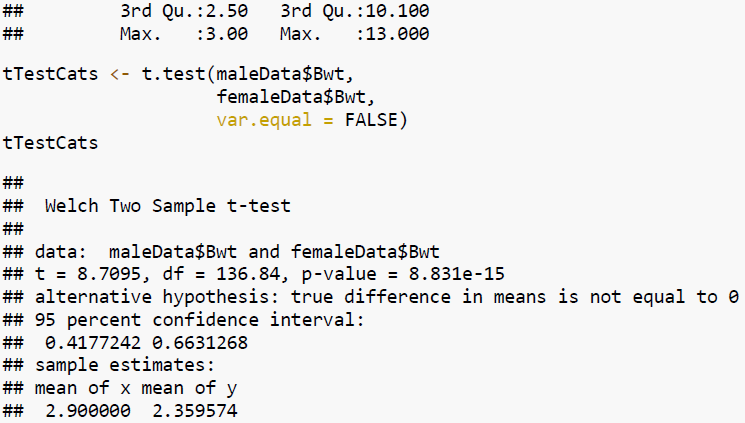 ##           3rd Qu.:2.50   3rd Qu.:10.100
##           Max.   :3.00   Max.   :13.000
tTestCats <- t.test(maleData$Bwt,
                    femaleData$Bwt,
                    var.equal = FALSE)
tTestCats
##
##  Welch Two Sample t-test
##
## data:  maleData$Bwt and femaleData$Bwt
## t = 8.7095, df = 136.84, p-value = 8.831e-15
## alternative hypothesis: true difference in means is not equal to 0
## 95 percent confidence interval:
##  0.4177242 0.6631268
## sample estimates:
## mean of x mean of y
##  2.900000  2.359574